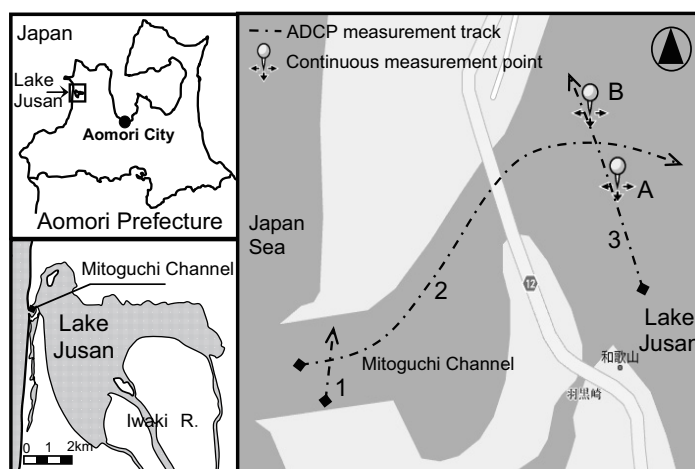 Japan
Lake
Jusan
Aomori City
Aomori Prefecture
Mitoguchi Channel
Lake
Jusan
Iwaki R.
0 1 2km
ADCP measurement track
Continuous measurement point
B
A
3
Japan
Sea
2
12
Lake
Jusan
Mitoguchi Channel
和歌山
1
羽黒崎